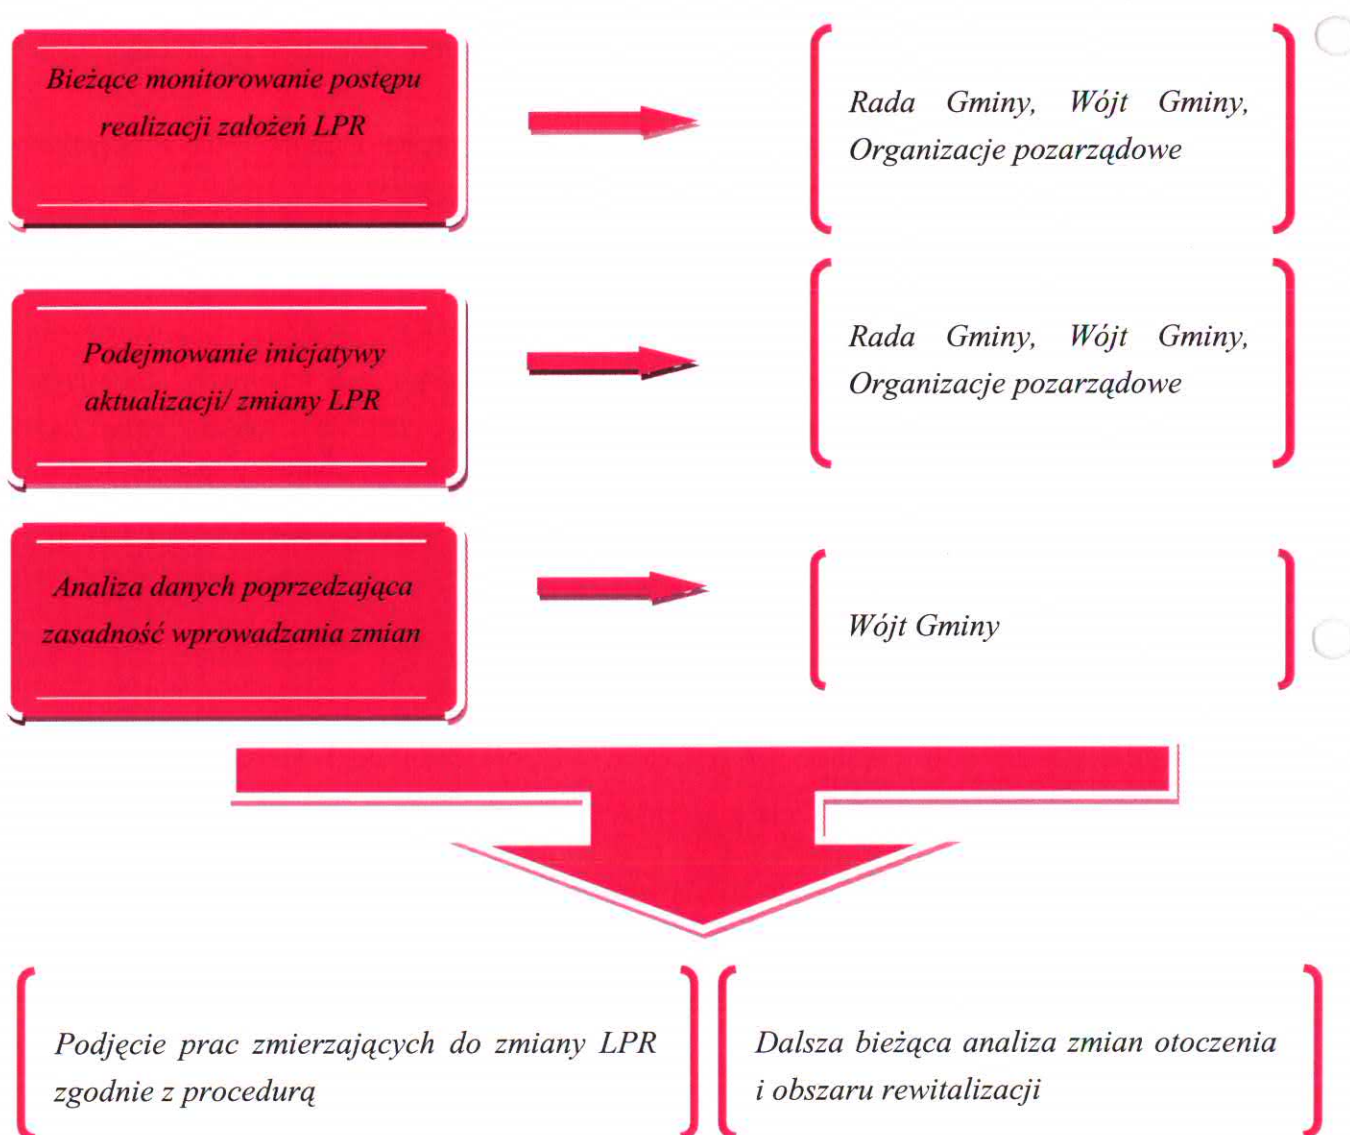 Bieżące monitorowanie postępu
realizacji założeń LPR
Rada Gminy, Wójt Gminy,
Organizacje pozarządowe
Podejmowanie inicjatywy
aktualizacji/ zmiany LPR
Rada Gminy, Wójt Gminy,
Organizacje pozarządowe
Analiza danych poprzedzająca
zasadność wprowadzania zmian
Wójt Gminy
Podjęcie prac zmierzających do zmiany LPR
zgodnie z procedurą
Dalsza bieżąca analiza zmian otoczenia
i obszaru rewitalizacji